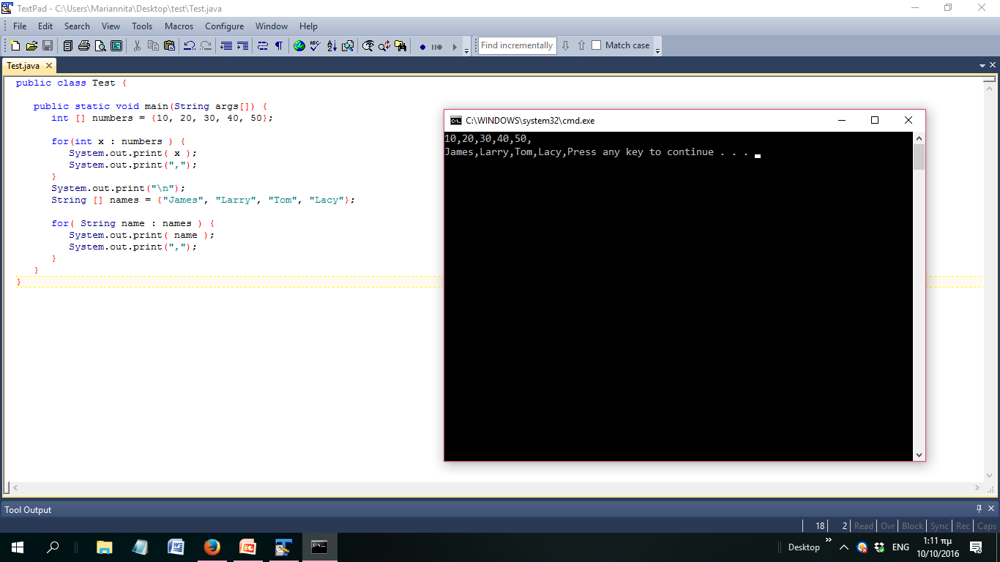 TextPad - C:\Users\Mariannita\Desktop\test\Test.java
File Edit Search View Tools Macros Configure Window Help
Find incrementally Match case
Test.java
public class Test {
public static void main(String args[]) {
int [] numbers = {10, 20, 30, 40, 50};
for(int x : numbers ) {
System.out.print( x );
System.out.print(",");
}
System.out.print("\n");
String [] names = {"James", "Larry", "Tom", "Lacy"};
for( String name : names ) {
System.out.print( name );
System.out.print(",");
}
}
}
C:\WINDOWS\system32\cmd.exe
10,20,30,40,50,
James,Larry,Tom,Lacy,Press any key to continue . . .
Tool Output
18 2 Read Ovr Block Sync Rec Caps
Desktop ENG 1:11 πμ
10/10/2016